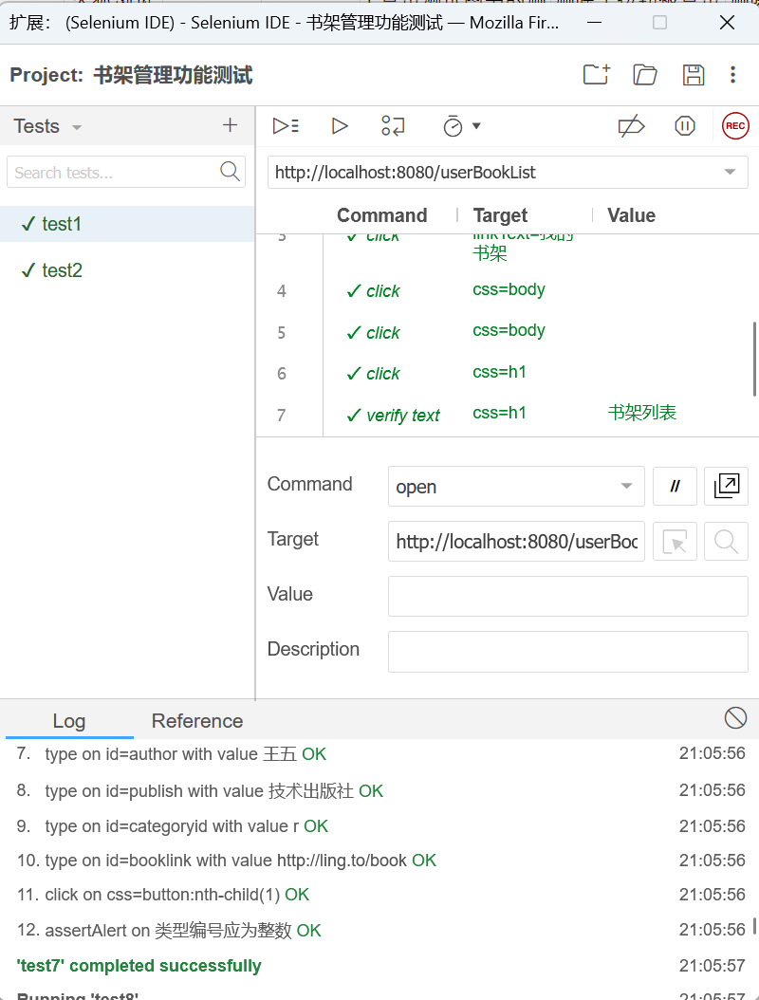 扩展： (Selenium IDE) - Selenium IDE - 书架管理功能测试 — Mozilla Fir...
Project: 书架管理功能测试
Tests
Search tests...
test1
test2
REC
http://localhost:8080/userBookList
Command Target Value
3 ✓ click linkText=我的
书架
4 ✓ click css=body
5 ✓ click css=body
6 ✓ click css=h1
7 ✓ verify text css=h1 书架列表
Command open //
Target http://localhost:8080/userBoo
Value
Description
Log Reference
7. type on id=author with value 王五 OK 21:05:56
8. type on id=publish with value 技术出版社 OK 21:05:56
9. type on id=categoryid with value r OK 21:05:56
10. type on id=booklink with value http://ling.to/book OK 21:05:56
11. click on css=button:nth-child(1) OK 21:05:56
12. assertAlert on 类型编号应为整数 OK 21:05:56
'test7' completed successfully 21:05:57
Running 'test8' 21:05:57